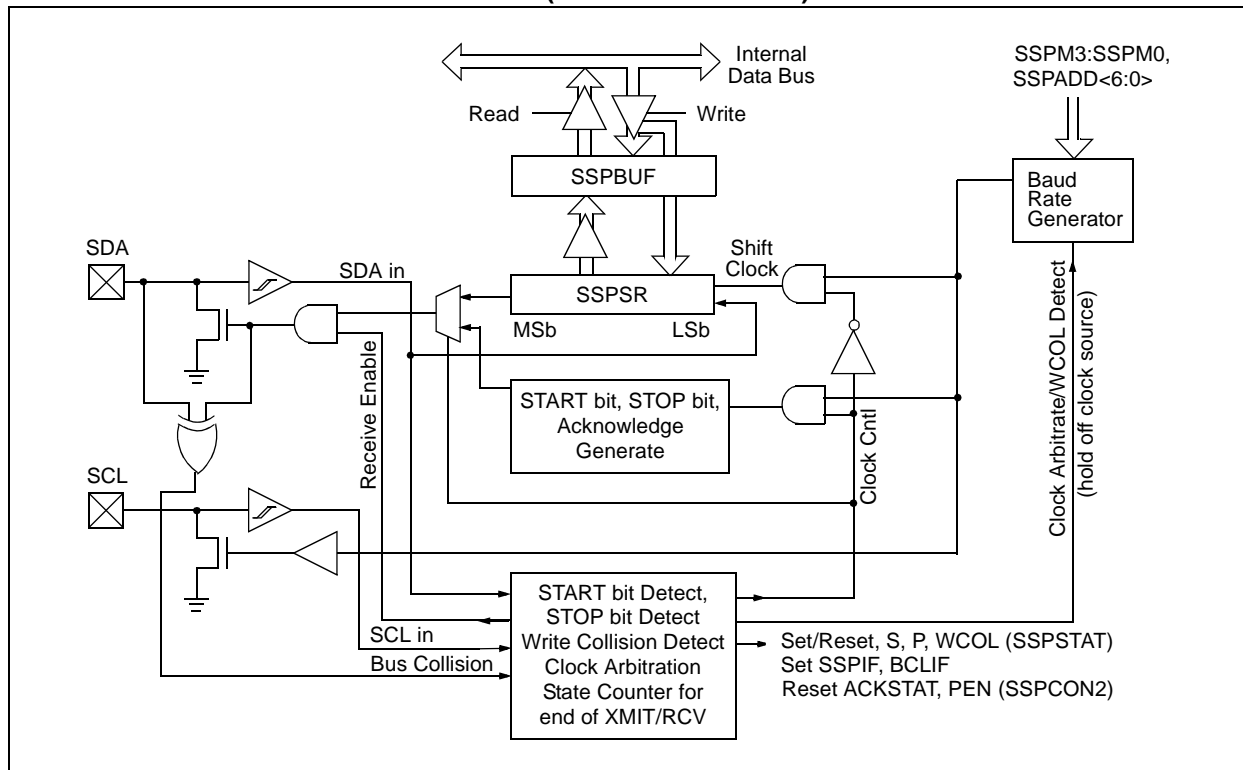 Internal
Data Bus
SSPM3:SSPM0,
SSPADD<6:0>
Read
Write
SSPBUF
Baud
Rate
Generator
SDA
SDA in
Shift
Clock
SSPSR
MSb
LSb
Receive Enable
START bit, STOP bit,
Acknowledge
Generate
Clock Cntl
Clock Arbitrate/WCOL Detect
(hold off clock source)
SCL
SCL in
Bus Collision
START bit Detect,
STOP bit Detect
Write Collision Detect
Clock Arbitration
State Counter for
end of XMIT/RCV
Set/Reset, S, P, WCOL (SSPSTAT)
Set SSPIF, BCLIF
Reset ACKSTAT, PEN (SSPCON2)